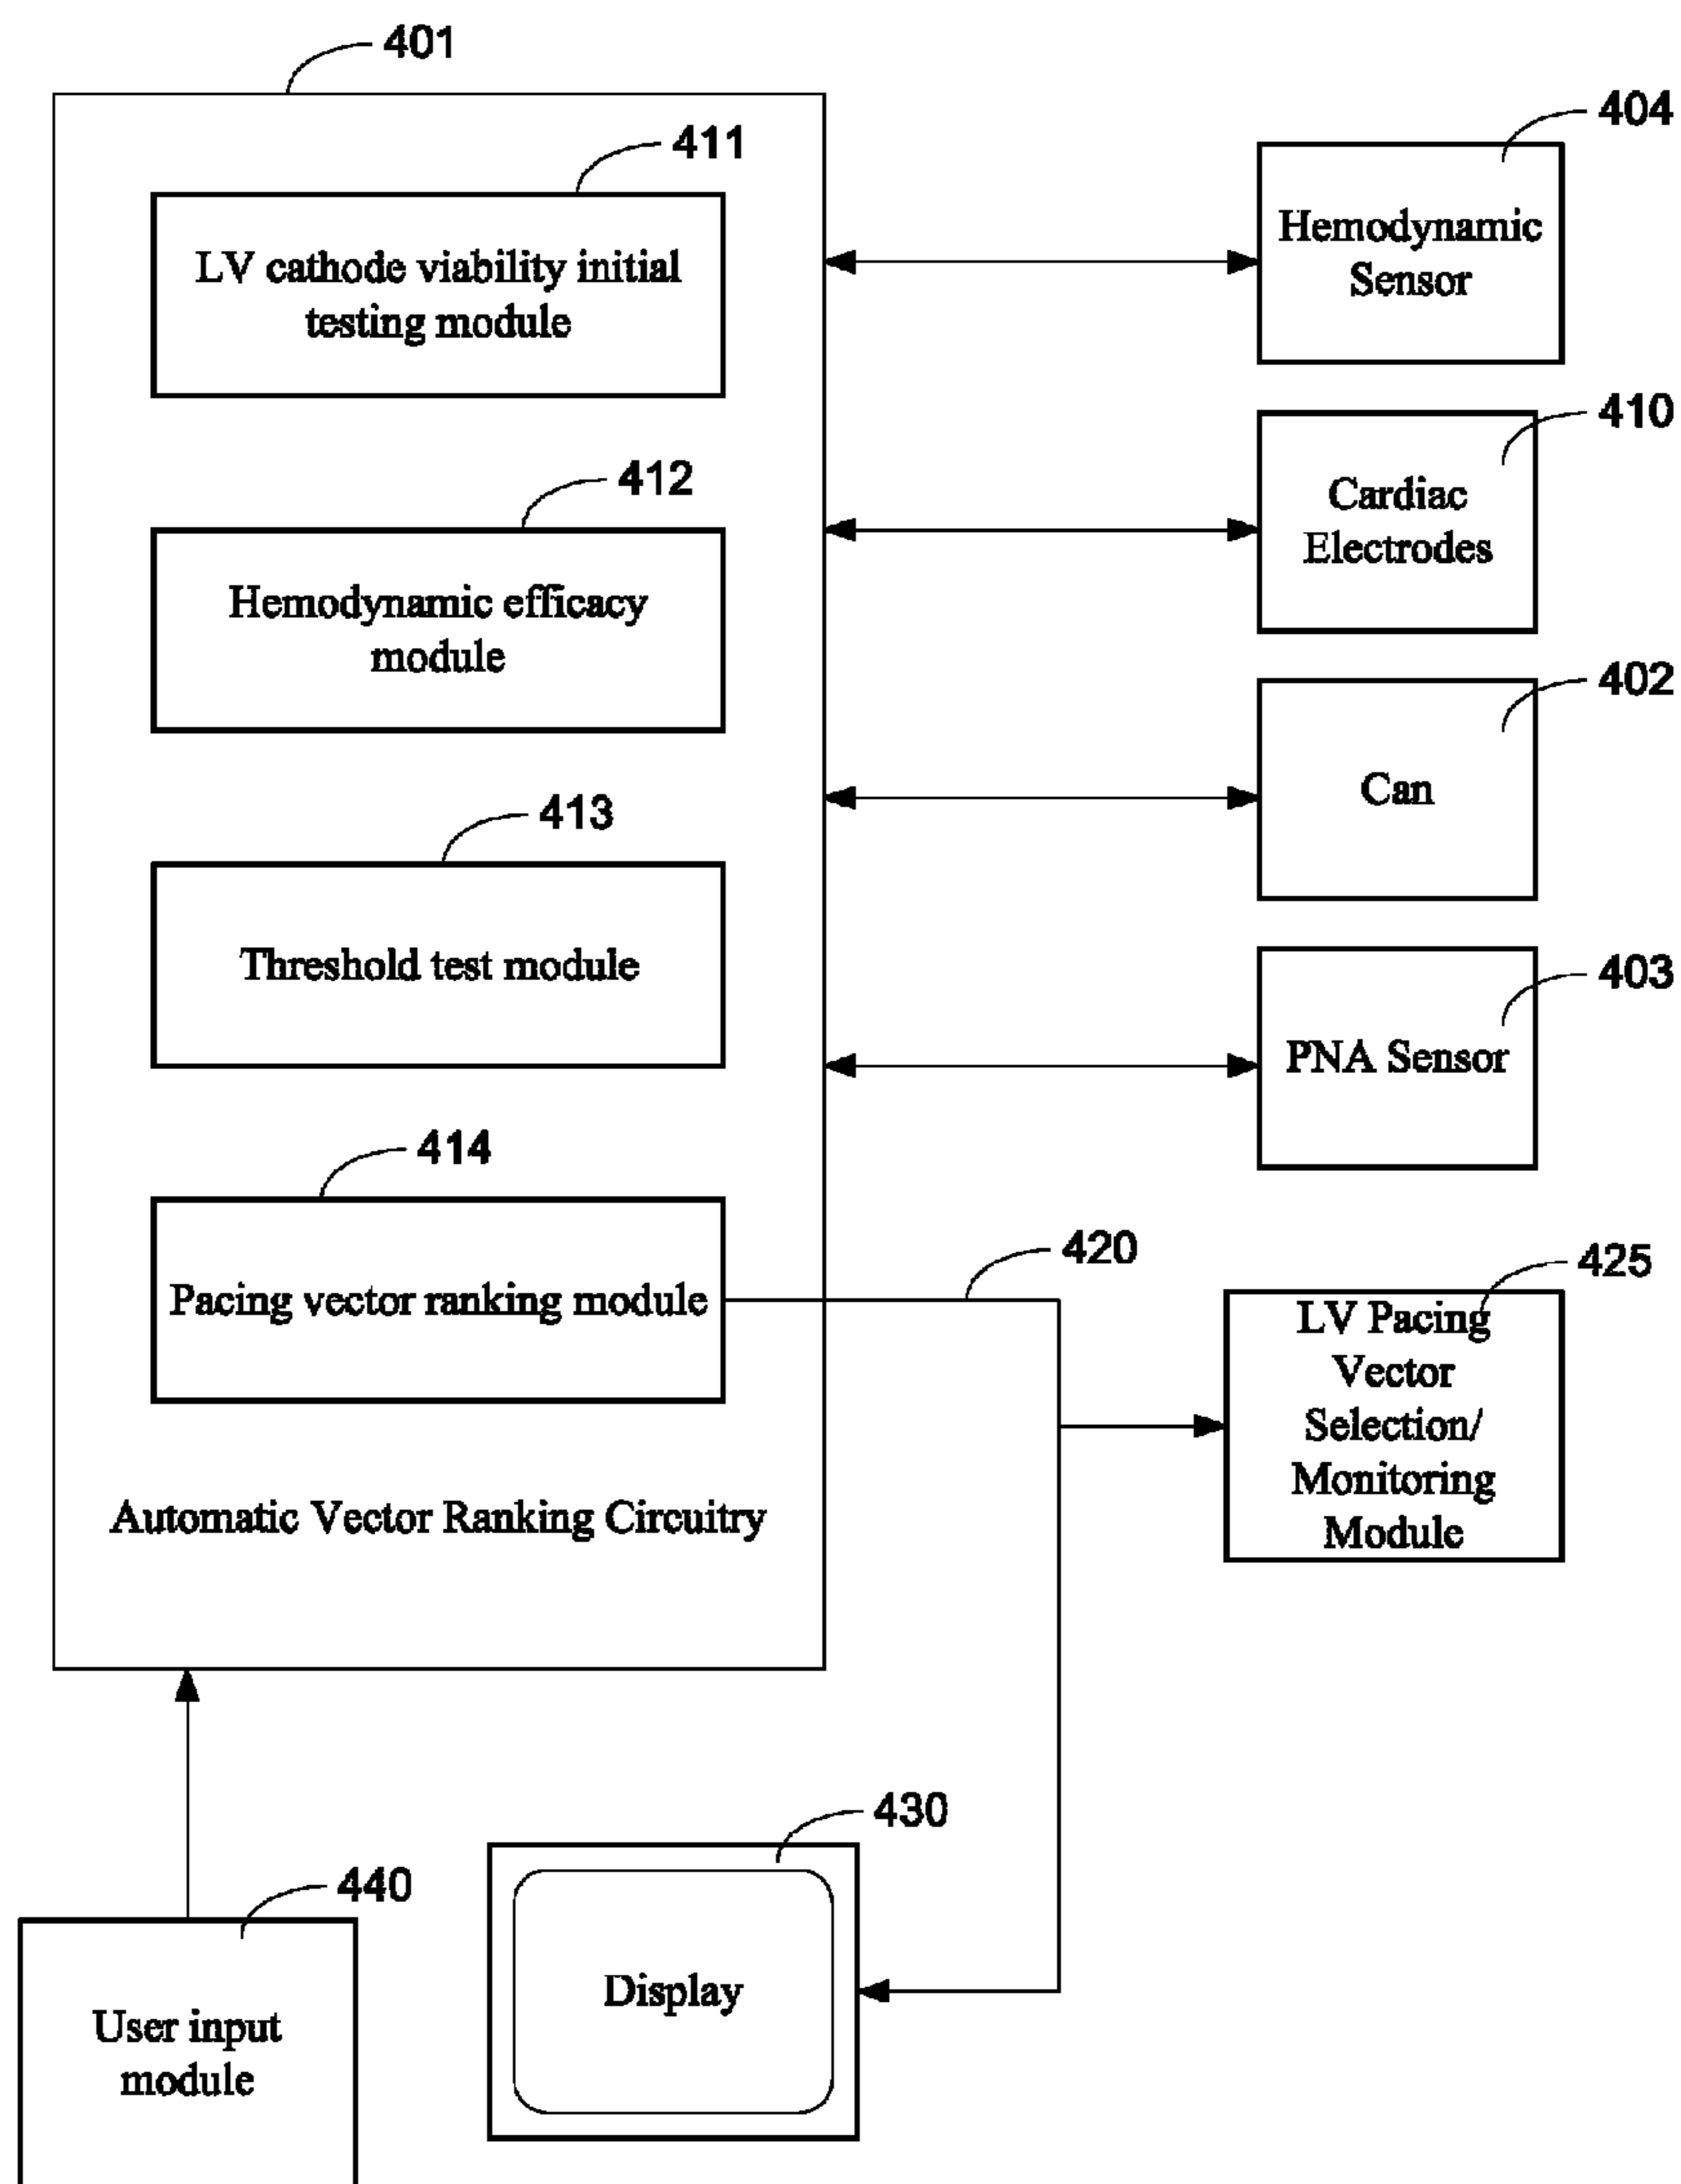 401
411
LV cathode viability initial
testing module
412
Hemodynamic efficacy
module
413
Threshold test module
414
Pacing vector ranking module
Automatic Vector Ranking Circuitry
404
Hemodynamic
Sensor
410
Cardiac
Electrodes
402
Can
403
PNA Sensor
420
425
LV Pacing
Vector
Selection/
Monitoring
Module
430
Display
440
User input
module